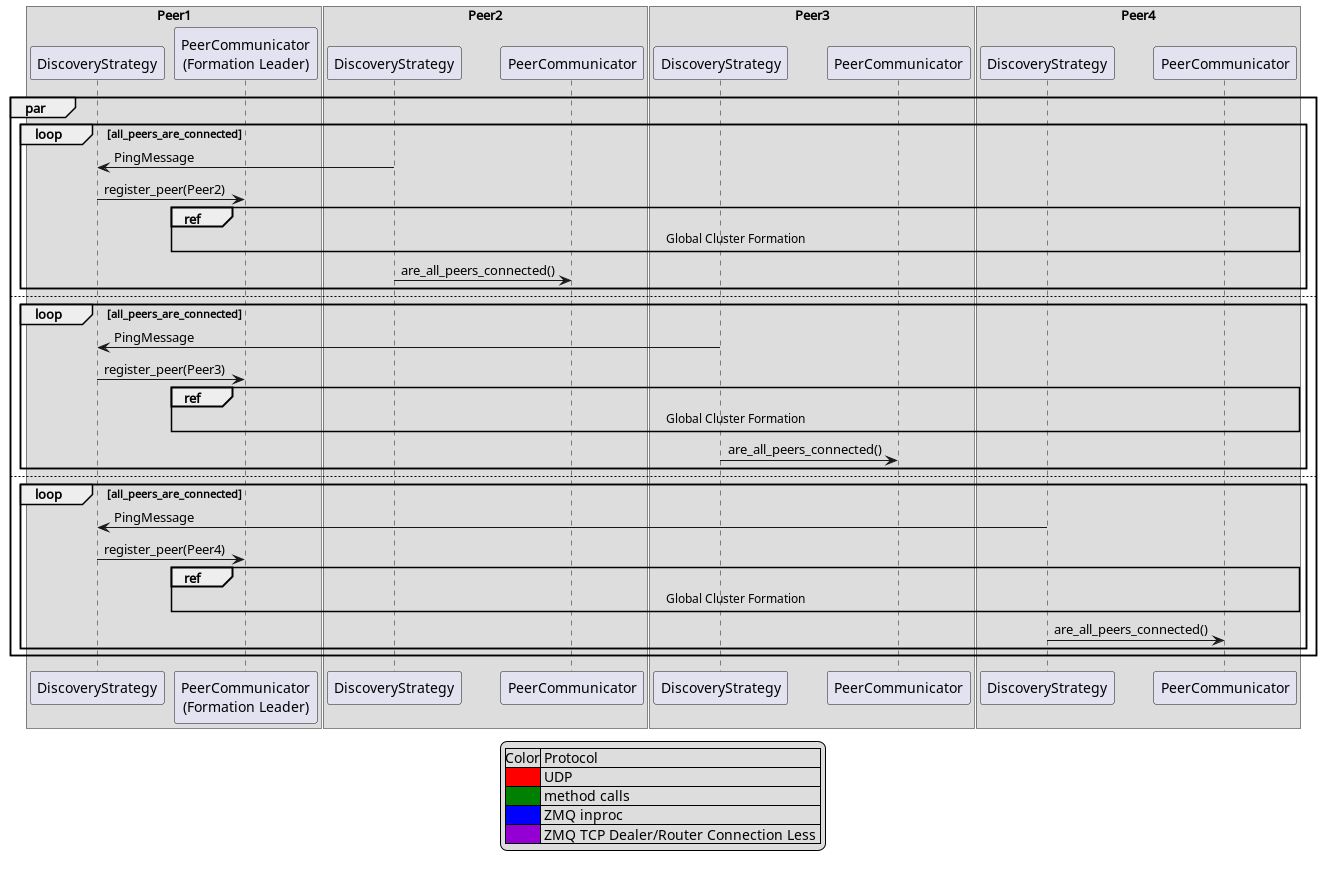 Peer1
Peer2
Peer3
Peer4
DiscoveryStrategy
PeerCommunicator
(Formation Leader)
DiscoveryStrategy
PeerCommunicator
DiscoveryStrategy
PeerCommunicator
DiscoveryStrategy
PeerCommunicator
par
loop
[all_peers_are_connected]
PingMessage
register_peer(Peer2)
ref
Global Cluster Formation
are_all_peers_connected()
loop
[all_peers_are_connected]
PingMessage
register_peer(Peer3)
ref
Global Cluster Formation
are_all_peers_connected()
loop
[all_peers_are_connected]
PingMessage
register_peer(Peer4)
ref
Global Cluster Formation
are_all_peers_connected()
DiscoveryStrategy
PeerCommunicator
(Formation Leader)
DiscoveryStrategy
PeerCommunicator
DiscoveryStrategy
PeerCommunicator
DiscoveryStrategy
PeerCommunicator
Color Protocol
UDP
method calls
ZMQ inproc
ZMQ TCP Dealer/Router Connection Less